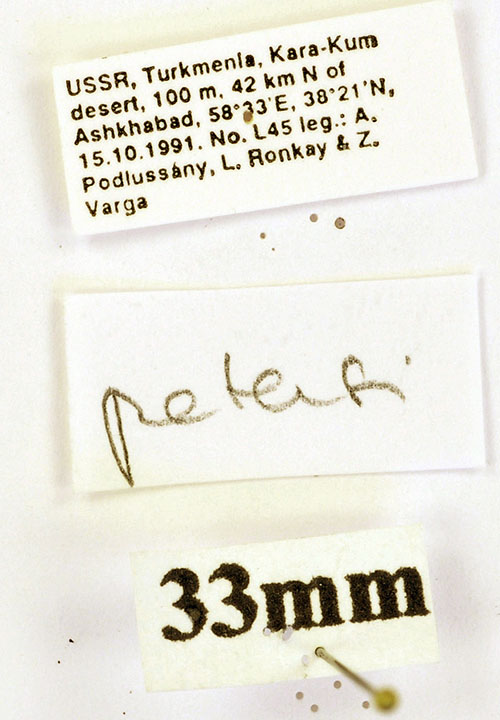 USSR, Turkmenia, Kara-Kum
desert, 100 m, 42 km N of
Ashkhabad, 58°33'E, 38°21'N,
15.10.1991. No. L45 leg.: A.
Podlussány, L. Ronkay & Z.
Varga
33mm